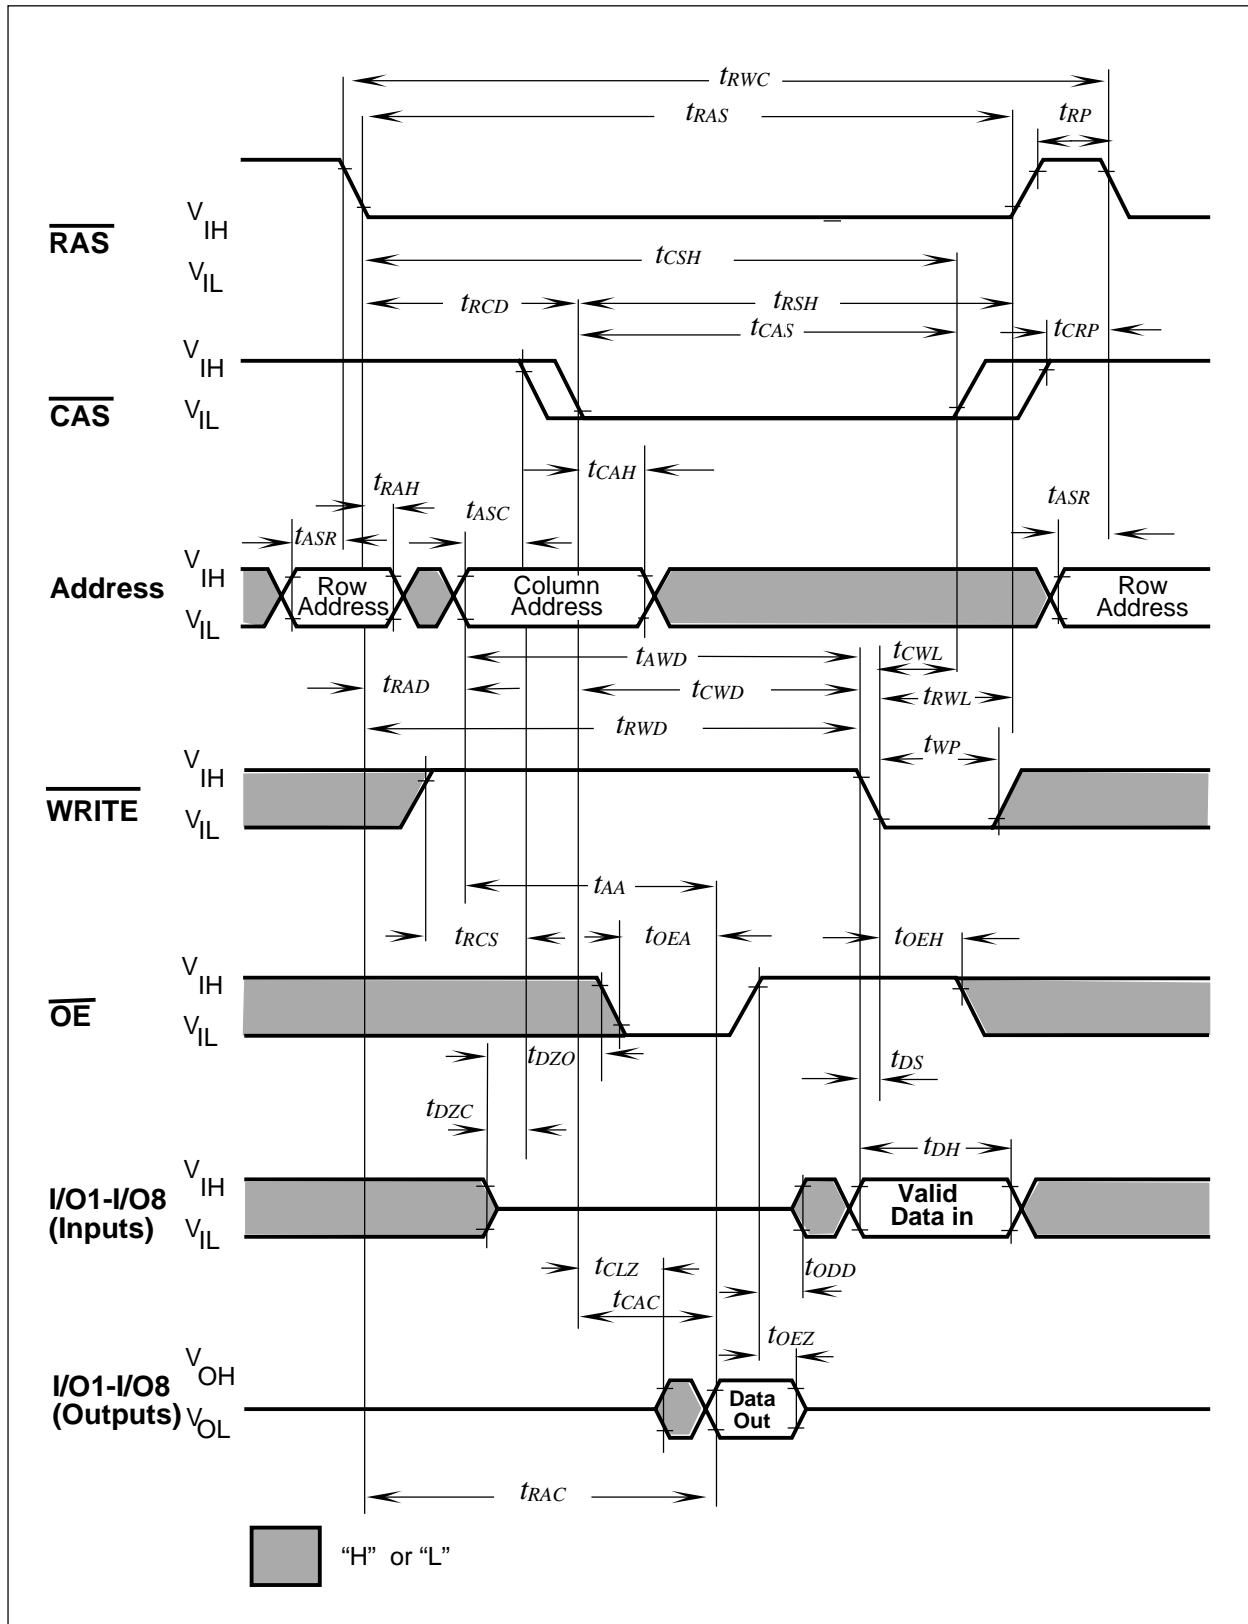 tRWC
tRAS
tRP
RAS
VIH
VIL
tCSH
tRCD
tRSH
tCAS
tCRP
CAS
VIH
VIL
tCAH
tRAH
tASC
tASR
tASR
Address
VIH
VIL
Row
Address
Column
Address
Row
Address
tAWD
tCWL
tRAD
tCWD
tRWL
tRWD
tWP
WRITE
VIH
VIL
tAA
tRCS
tOEA
tOEH
OE
VIH
VIL
tDZO
tDS
tDZC
tDH
I/O1-I/O8
(Inputs)
VIH
VIL
Valid
Data in
tCLZ
tODD
tCAC
tOEZ
I/O1-I/O8
(Outputs)
VOH
VOL
Data
Out
tRAC
“H” or “L”